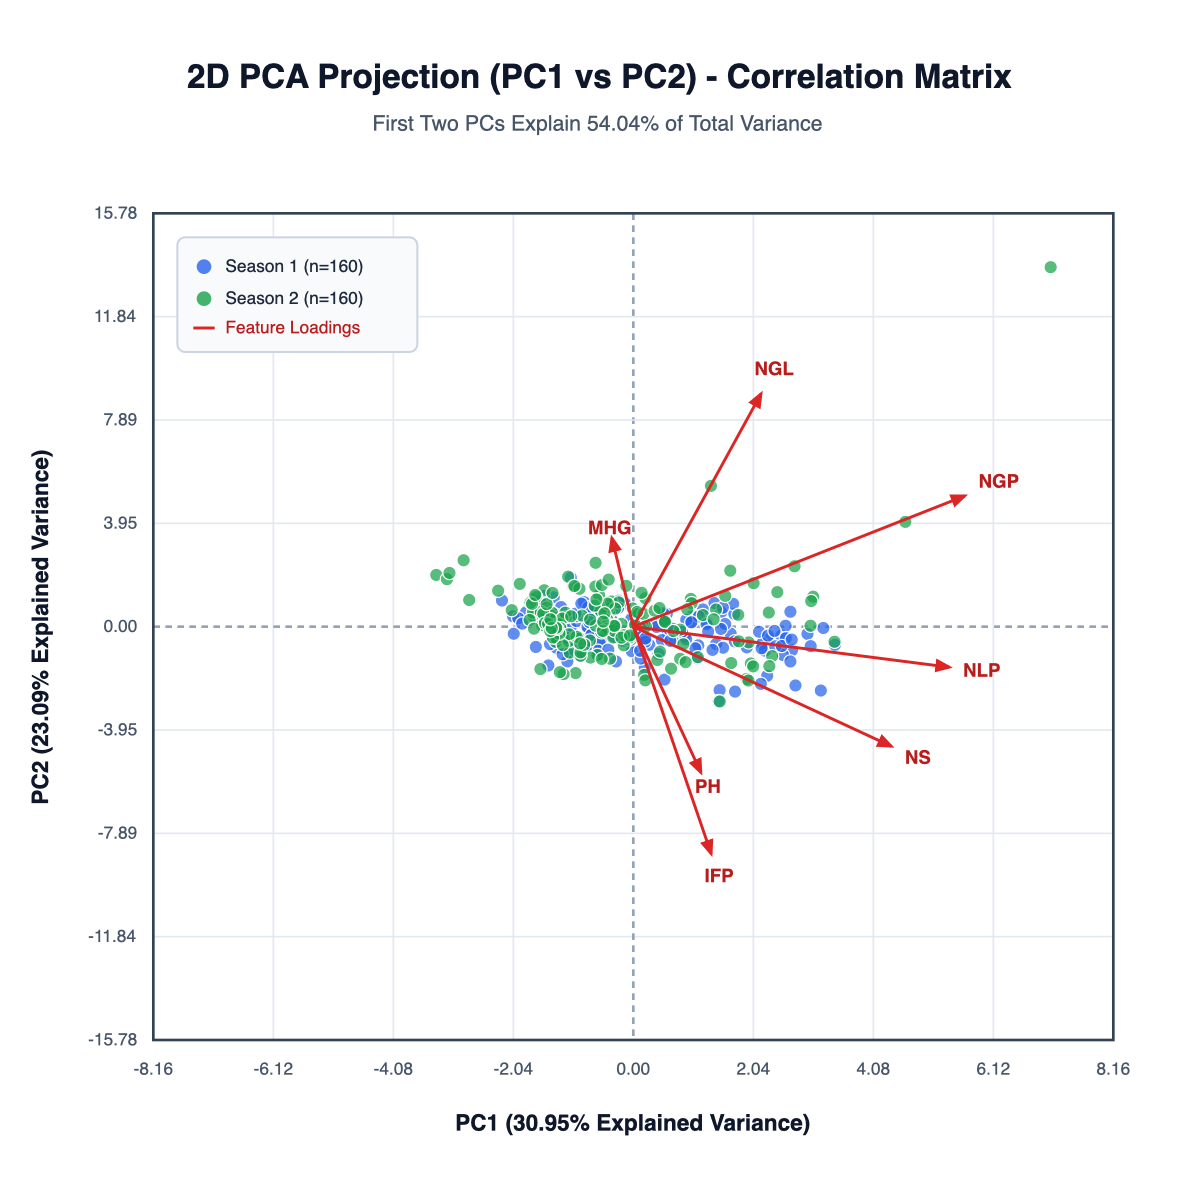 2D PCA Projection (PC1 vs PC2) - Correlation Matrix
First Two PCs Explain 54.04% of Total Variance
Season 1 (n=160)
Season 2 (n=160)
Feature Loadings
15.78
11.84
7.89
3.95
0.00
-3.95
-7.89
-11.84
-15.78
PC2 (23.09% Explained Variance)
NGL
NGP
MHG
NLP
NS
PH
IFP
-8.16
-6.12
-4.08
-2.04
0.00
2.04
4.08
6.12
8.16
PC1 (30.95% Explained Variance)